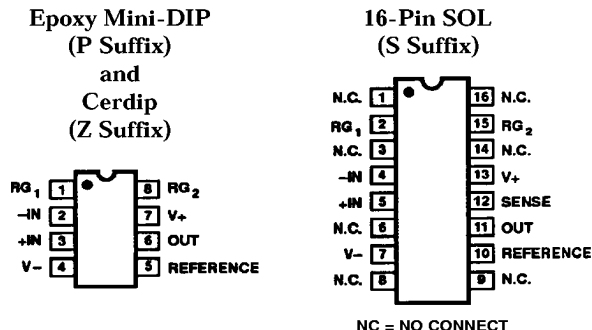 Epoxy Mini-DIP
(P Suffix)
and
Cerdip
(Z Suffix)
RG1 1 8 RG2
–IN 2 7 V+
+IN 3 6 OUT
V– 4 5 REFERENCE
16-Pin SOL
(S Suffix)
N.C. 1 16 N.C.
RG1 2 15 RG2
N.C. 3 14 N.C.
–IN 4 13 V+
+IN 5 12 SENSE
N.C. 6 11 OUT
V– 7 10 REFERENCE
N.C. 8 9 N.C.
NC = NO CONNECT